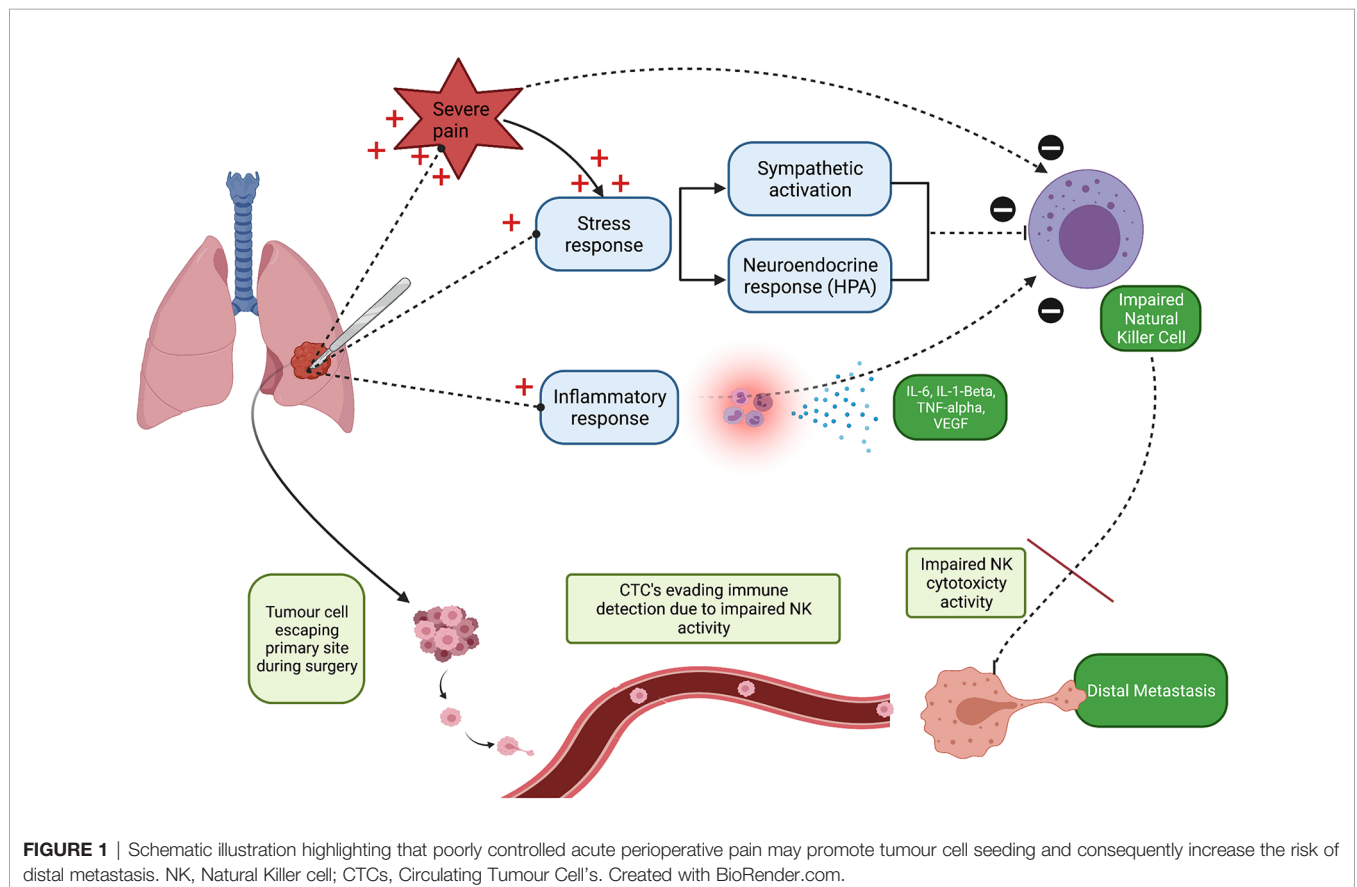 Severe
pain
Stress
response
Sympathetic
activation
Neuroendocrine
response (HPA)
Impaired
Natural
Killer Cell
Inflammatory
response
IL-6, IL-1-Beta,
TNF-alpha,
VEGF
Tumour cell
escaping
primary site
during surgery
CTC's evading immune
detection due to impaired NK
activity
Impaired NK
cytotoxicty
activity
Distal Metastasis
FIGURE 1 | Schematic illustration highlighting that poorly controlled acute perioperative pain may promote tumour cell seeding and consequently increase the risk of
distal metastasis. NK, Natural Killer cell; CTCs, Circulating Tumour Cell's. Created with BioRender.com.